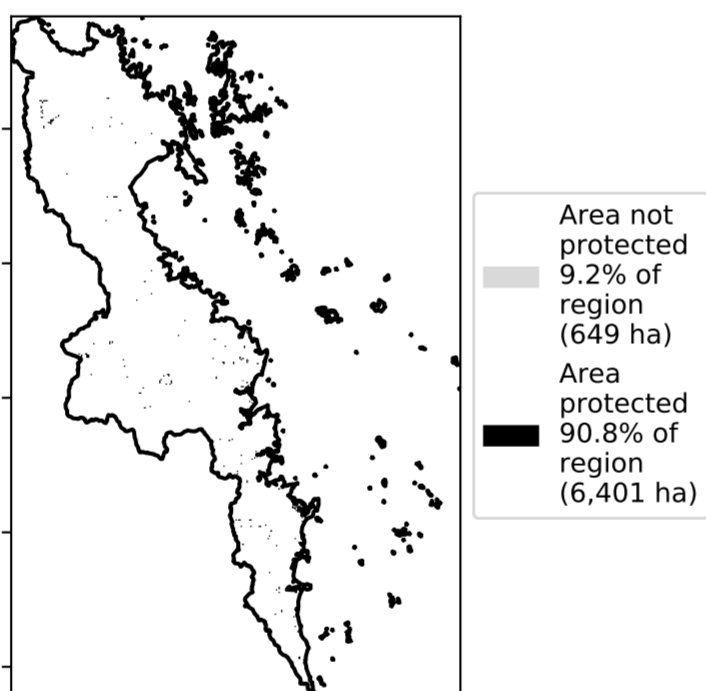 Area not
protected
9.2% of
region
(649 ha)
Area
protected
90.8% of
region
(6,401 ha)